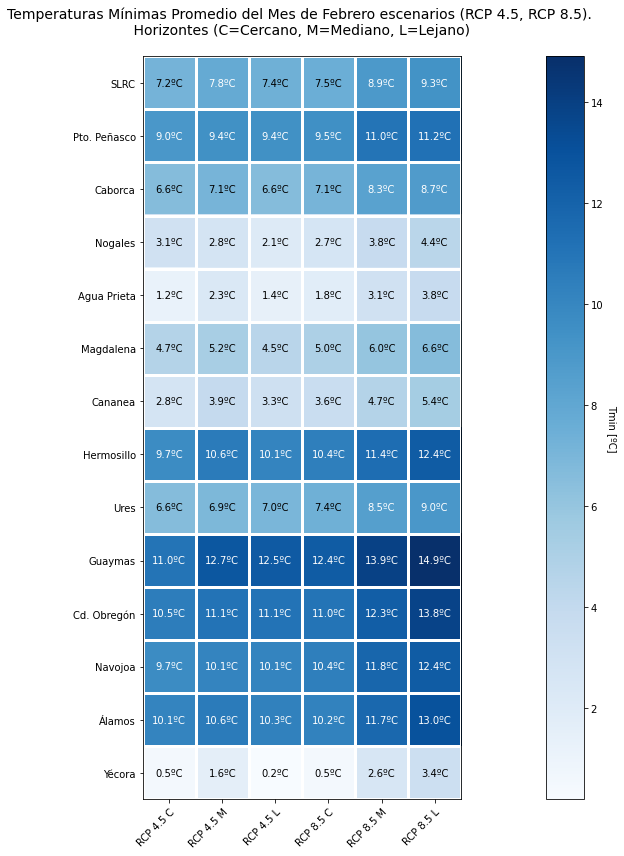 Temperaturas Mínimas Promedio del Mes de Febrero escenarios (RCP 4.5, RCP 8.5).
Horizontes (C=Cercano, M=Mediano, L=Lejano)
SLRC 7.2ºC 7.8ºC 7.4ºC 7.5ºC 8.9ºC 9.3ºC
Pto. Peñasco 9.0ºC 9.4ºC 9.4ºC 9.5ºC 11.0ºC 11.2ºC
Caborca 6.6ºC 7.1ºC 6.6ºC 7.1ºC 8.3ºC 8.7ºC
Nogales 3.1ºC 2.8ºC 2.1ºC 2.7ºC 3.8ºC 4.4ºC
Agua Prieta 1.2ºC 2.3ºC 1.4ºC 1.8ºC 3.1ºC 3.8ºC
Magdalena 4.7ºC 5.2ºC 4.5ºC 5.0ºC 6.0ºC 6.6ºC
Cananea 2.8ºC 3.9ºC 3.3ºC 3.6ºC 4.7ºC 5.4ºC
Hermosillo 9.7ºC 10.6ºC 10.1ºC 10.4ºC 11.4ºC 12.4ºC
Ures 6.6ºC 6.9ºC 7.0ºC 7.4ºC 8.5ºC 9.0ºC
Guaymas 11.0ºC 12.7ºC 12.5ºC 12.4ºC 13.9ºC 14.9ºC
Cd. Obregón 10.5ºC 11.1ºC 11.1ºC 11.0ºC 12.3ºC 13.8ºC
Navojoa 9.7ºC 10.1ºC 10.1ºC 10.4ºC 11.8ºC 12.4ºC
Álamos 10.1ºC 10.6ºC 10.3ºC 10.2ºC 11.7ºC 13.0ºC
Yécora 0.5ºC 1.6ºC 0.2ºC 0.5ºC 2.6ºC 3.4ºC
RCP 4.5 C RCP 4.5 M RCP 4.5 L RCP 8.5 C RCP 8.5 M RCP 8.5 L
14
12
10
8
6
4
2
Tmin [ºC]